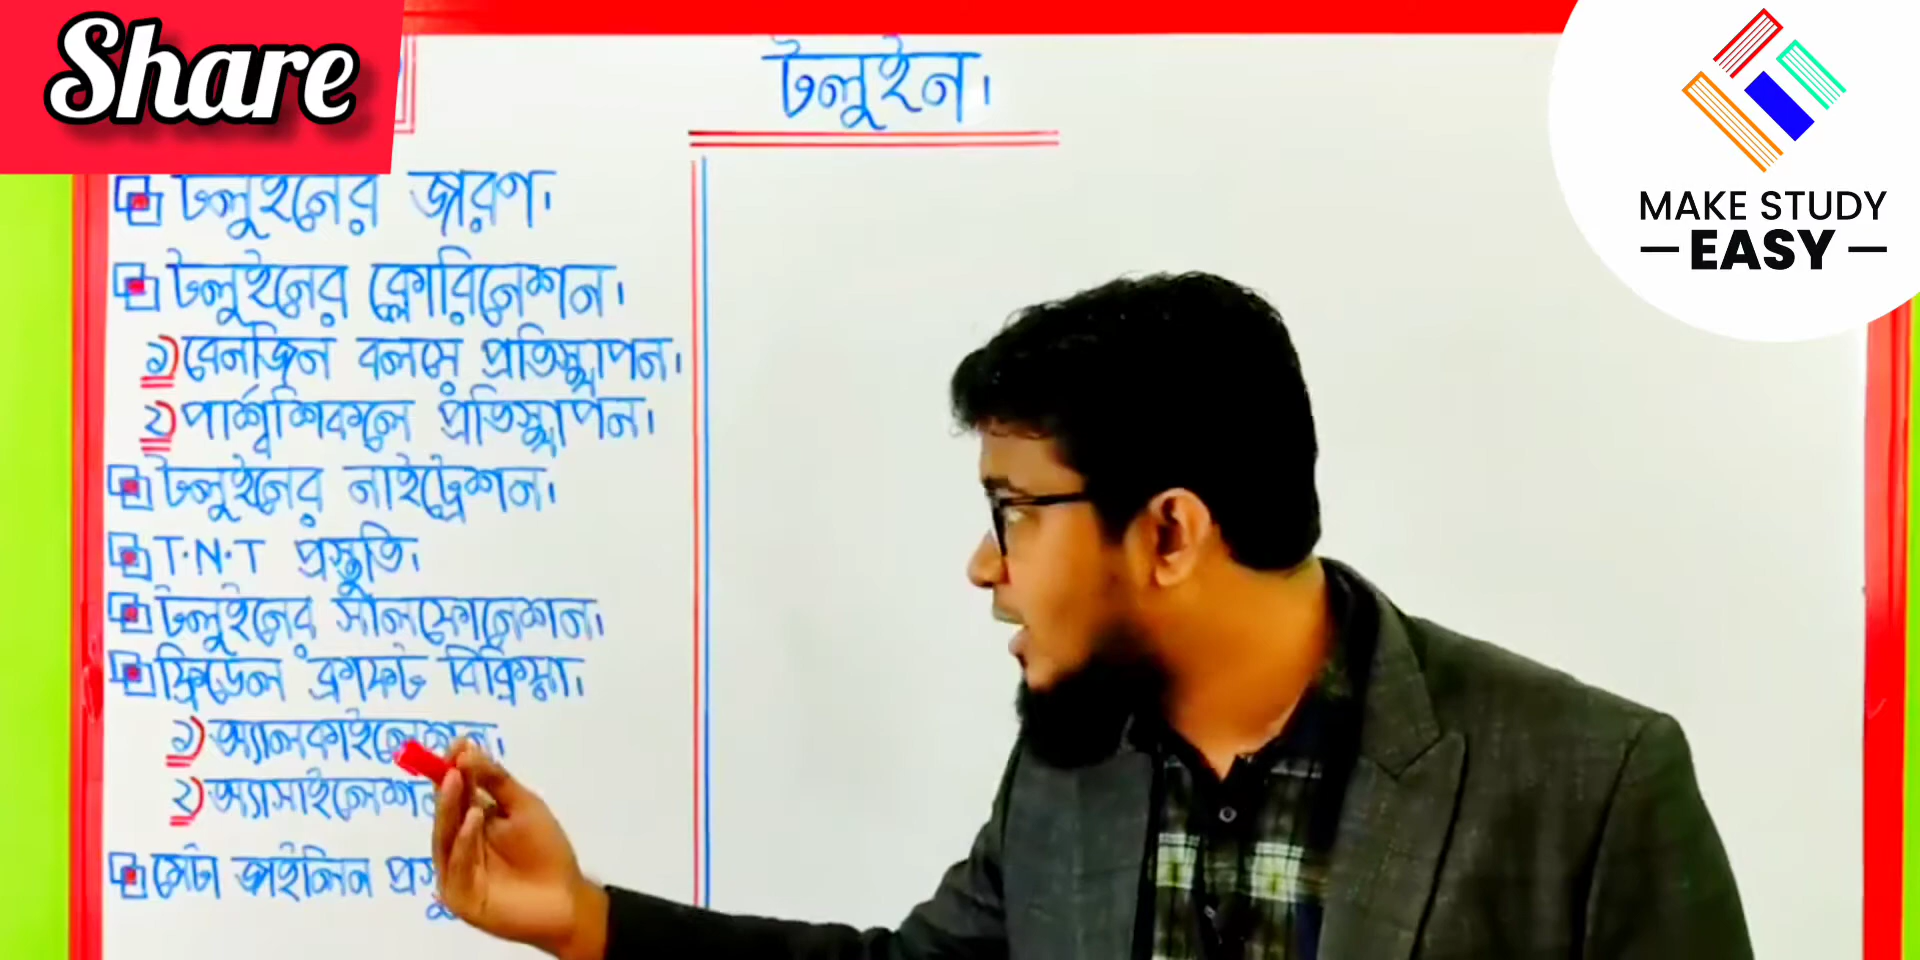 Share
টলুইন।
টলুইনের জারণ।
টলুইনের ক্লোরিনেশন।
১) বেনজিন বলয়ে প্রতিস্থাপন।
২) পার্শ্বশিকলে প্রতিস্থাপন।
টলুইনের নাইট্রেশন।
T.N.T প্রস্তুতি।
টলুইনের সালফোনেশন।
ফ্রিডেল ক্রাফট বিক্রিয়া।
১) অ্যালকাইলেশন।
২) অ্যাসাইলেশন
মেটা জাইলিন
MAKE STUDY
EASY